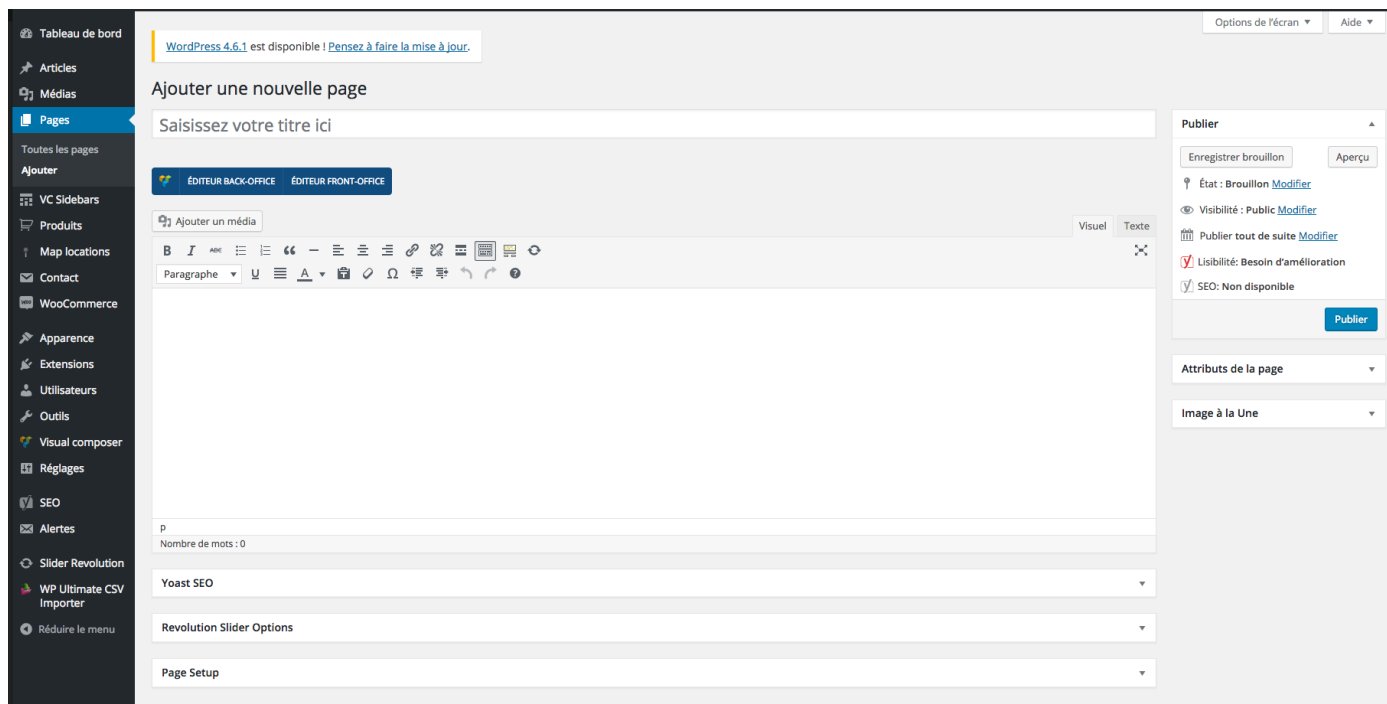 Tableau de bord
Articles
Médias
Pages
Toutes les pages
Ajouter
VC Sidebars
Produits
Map locations
Contact
WooCommerce
Apparence
Extensions
Utilisateurs
Outils
Visual composer
Réglages
SEO
Alertes
Slider Revolution
WP Ultimate CSV
Importer
Réduire le menu
Options de l'écran
Aide
WordPress 4.6.1 est disponible ! Pensez à faire la mise à jour.
Ajouter une nouvelle page
Saisissez votre titre ici
ÉDITEUR BACK-OFFICE ÉDITEUR FRONT-OFFICE
Ajouter un média
Visuel Texte
B I ABC
Paragraphe U A Ω
p
Nombre de mots : 0
Yoast SEO
Revolution Slider Options
Page Setup
Publier
Enregistrer brouillon Aperçu
État : Brouillon Modifier
Visibilité : Public Modifier
Publier tout de suite Modifier
Lisibilité: Besoin d'amélioration
SEO: Non disponible
Publier
Attributs de la page
Image à la Une